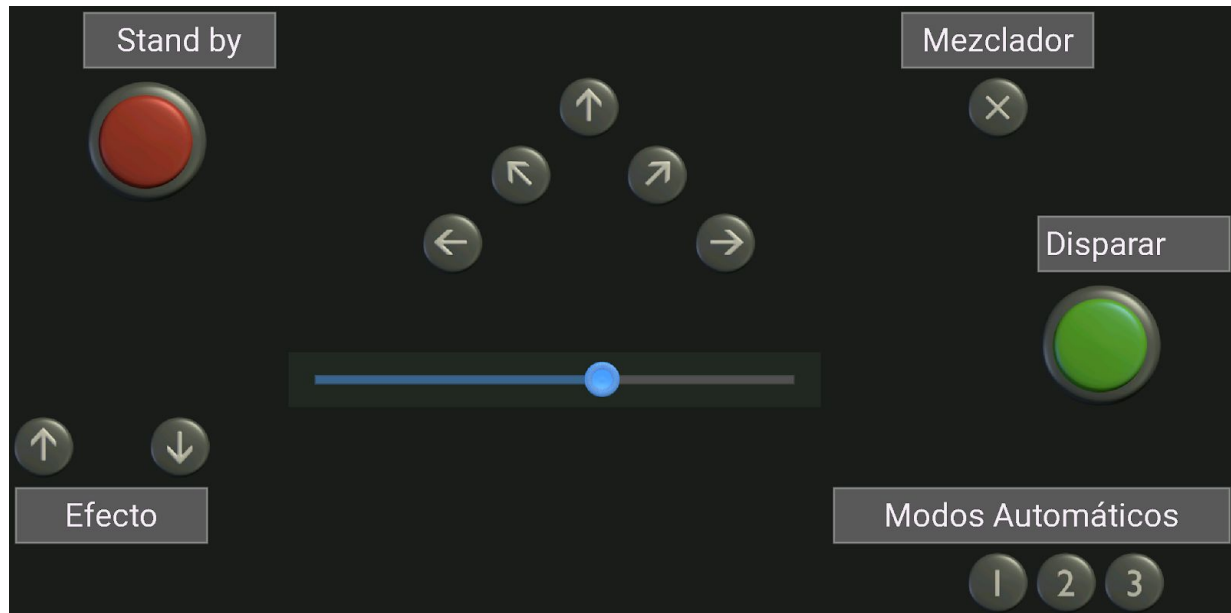 Stand by
Mezclador
Disparar
Efecto
Modos Automáticos
1 2 3